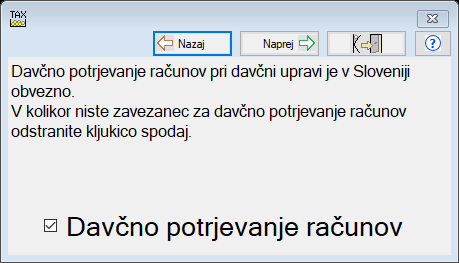 TAX
Nazaj
Naprej
?
Davčno potrjevanje računov pri davčni upravi je v Sloveniji
obvezno.
V kolikor niste zavezanec za davčno potrjevanje računov
odstranite kljukico spodaj.
Davčno potrjevanje računov